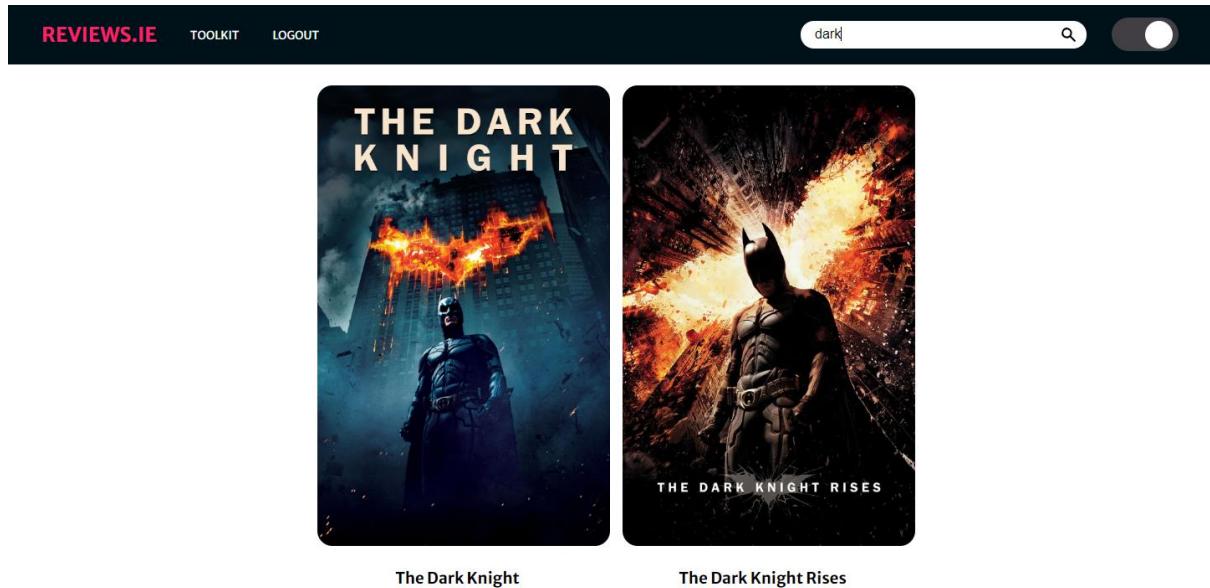 REVIEWS.IE TOOLKIT LOGOUT dark
THE DARK
KNIGHT
THE DARK KNIGHT RISES
The Dark Knight The Dark Knight Rises